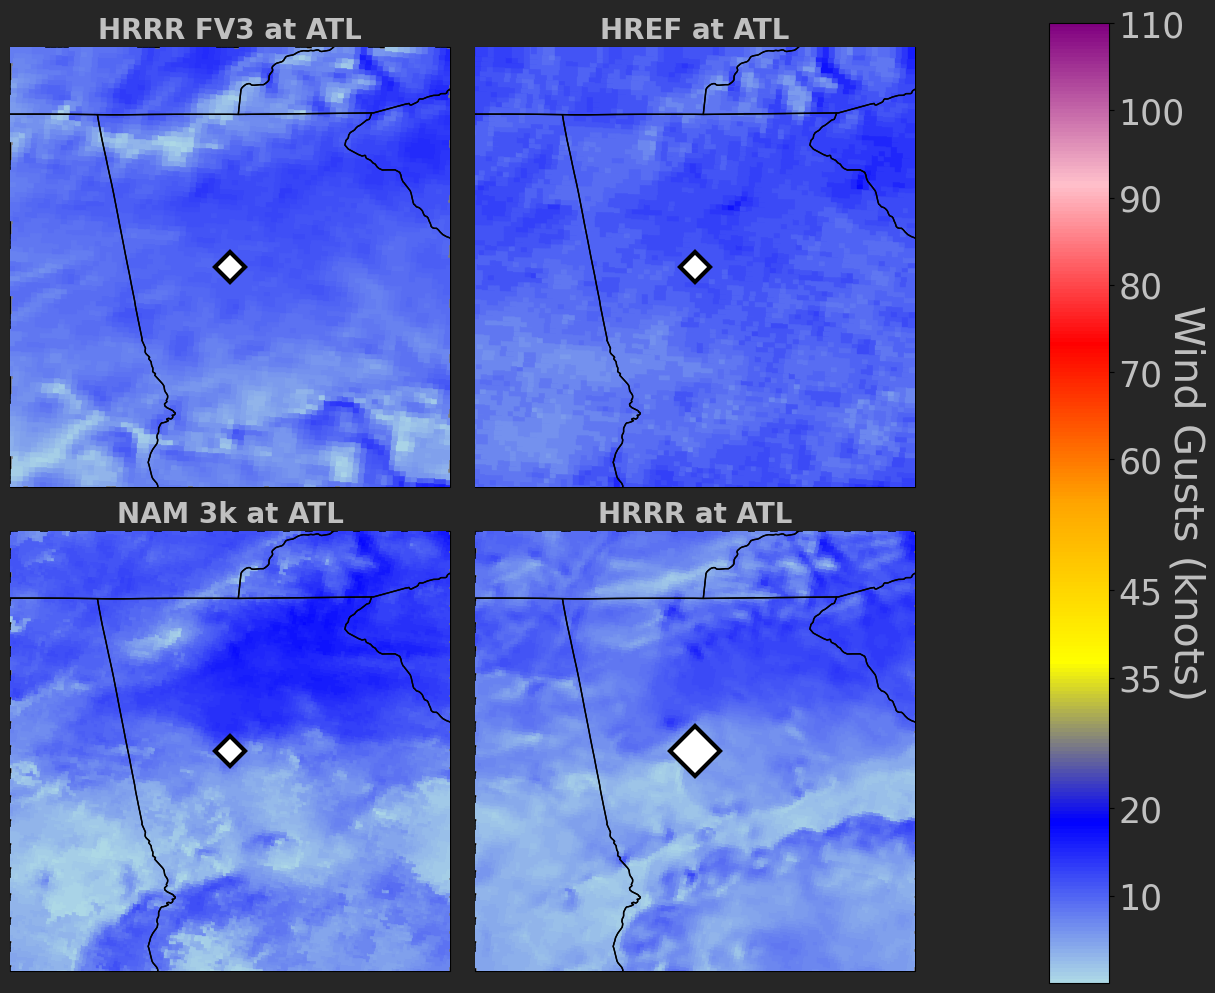 HRRR FV3 at ATL
HREF at ATL
NAM 3k at ATL
HRRR at ATL
110
100
90
80
70
60
45
35
20
10
Wind Gusts (knots)